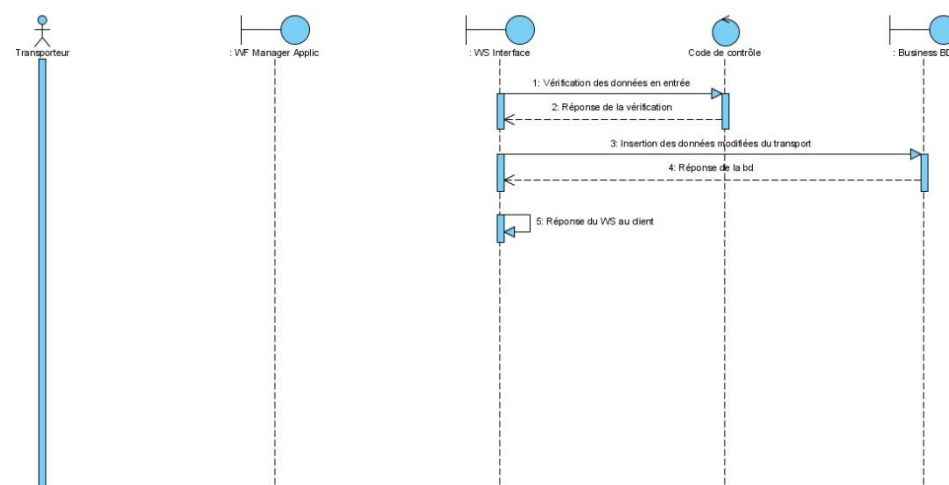 Transporteur
: WF Manager Applic
: WS Interface
Code de contrôle
: Business BD
1: Vérification des données en entrée
2: Réponse de la vérification
3: Insertion des données modifiées du transport
4: Réponse de la bd
5: Réponse du WS au client